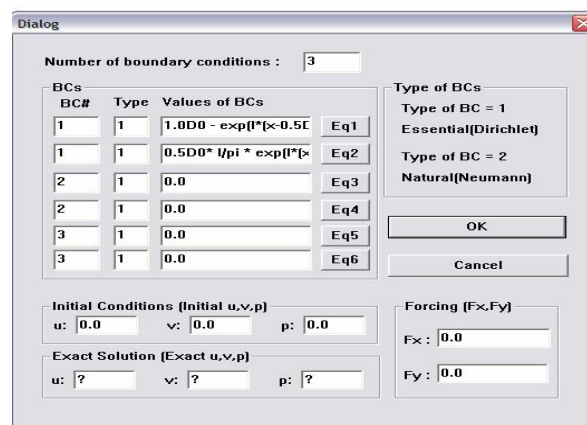 Dialog
Number of boundary conditions : 3
BCs
BC# Type Values of BCs
1 1 1.0D0 - exp(l*(x-0.5D Eq1
1 1 0.5D0* l/pi * exp(l*(x Eq2
2 1 0.0 Eq3
2 1 0.0 Eq4
3 1 0.0 Eq5
3 1 0.0 Eq6
Type of BCs
Type of BC = 1
Essential(Dirichlet)
Type of BC = 2
Natural(Neumann)
OK
Cancel
Initial Conditions (Initial u,v,p)
u: 0.0 v: 0.0 p: 0.0
Exact Solution (Exact u,v,p)
u: ? v: ? p: ?
Forcing (Fx,Fy)
Fx : 0.0
Fy : 0.0